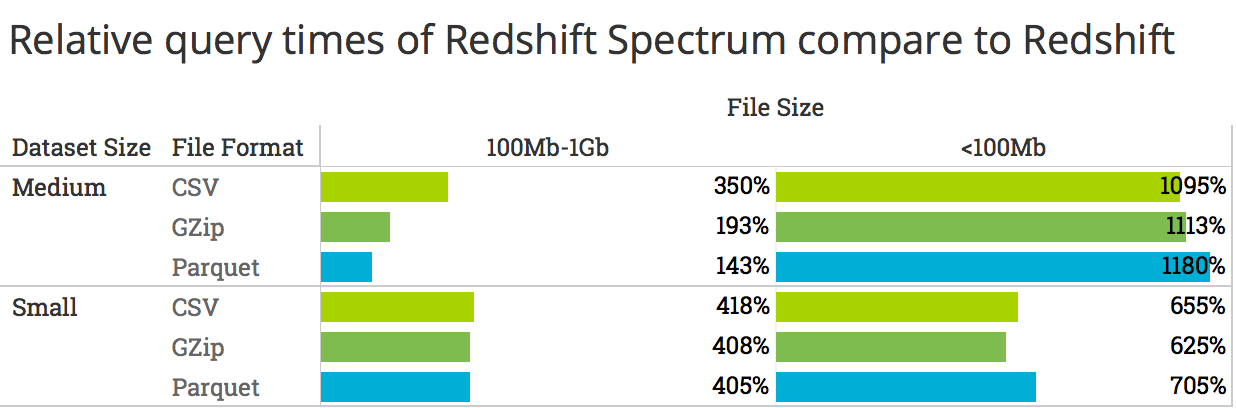 Relative query times of Redshift Spectrum compare to Redshift
File Size
Dataset Size File Format 100Mb-1Gb <100Mb
Medium CSV 350% 1095%
GZip 193% 1113%
Parquet 143% 1180%
Small CSV 418% 655%
GZip 408% 625%
Parquet 405% 705%